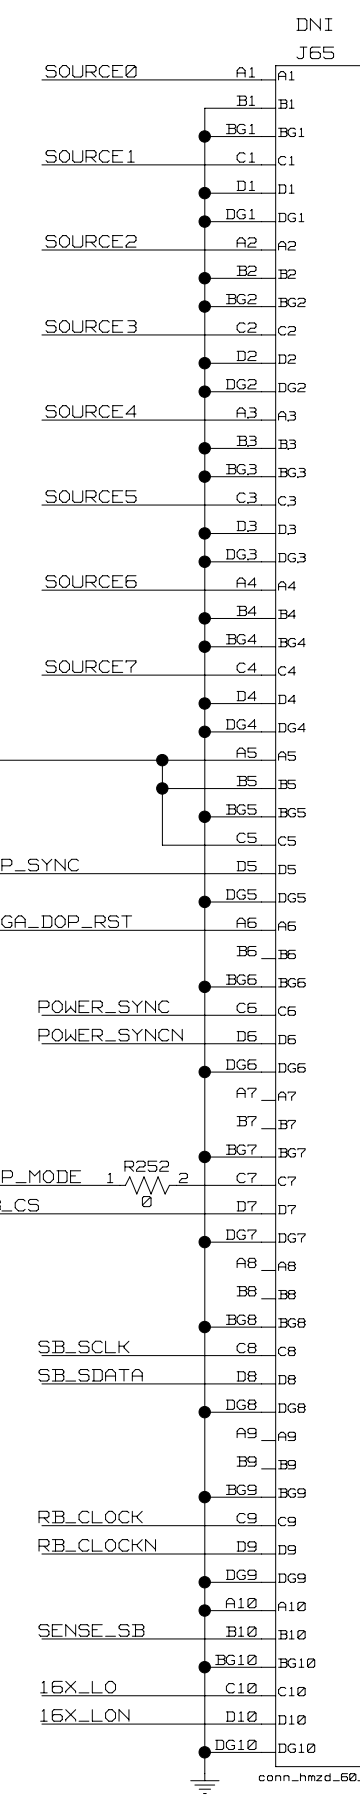 DNI
J65
SOURCE0 A1 A1
B1 B1
BG1 BG1
SOURCE1 C1 C1
D1 D1
DG1 DG1
SOURCE2 A2 A2
B2 B2
BG2 BG2
SOURCE3 C2 C2
D2 D2
DG2 DG2
SOURCE4 A3 A3
B3 B3
BG3 BG3
SOURCE5 C3 C3
D3 D3
DG3 DG3
SOURCE6 A4 A4
B4 B4
BG4 BG4
SOURCE7 C4 C4
D4 D4
DG4 DG4
A5 A5
B5 B5
BG5 BG5
C5 C5
P_SYNC D5 D5
DG5 DG5
GA_DOP_RST A6 A6
B6 B6
BG6 BG6
POWER_SYNC C6 C6
POWER_SYNCN D6 D6
DG6 DG6
A7 A7
B7 B7
BG7 BG7
R252
P_MODE 1 2 C7 C7
0
_CS D7 D7
DG7 DG7
A8 A8
B8 B8
BG8 BG8
SB_SCLK C8 C8
SB_SDATA D8 D8
DG8 DG8
A9 A9
B9 B9
BG9 BG9
RB_CLOCK C9 C9
RB_CLOCKN D9 D9
DG9 DG9
A10 A10
SENSE_SB B10 B10
BG10 BG10
16X_LO C10 C10
16X_LON D10 D10
DG10 DG10
conn_hmzd_60_